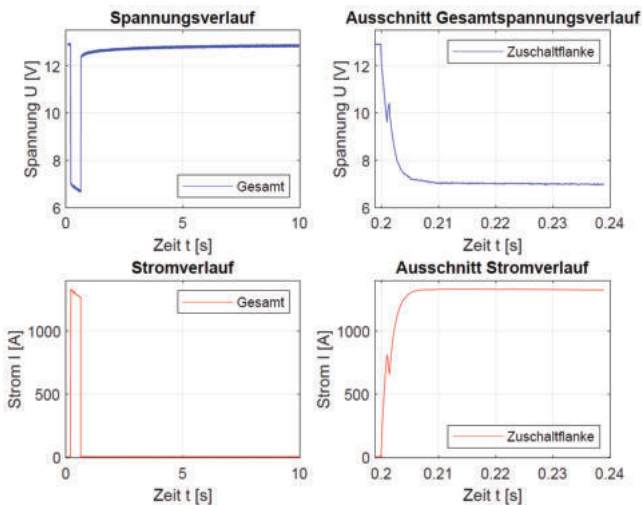 Spannungsverlauf
Spannung U [V]
12
10
8
6
Gesamt
0
5
10
Zeit t [s]
Ausschnitt Gesamtspannungsverlauf
Spannung U [V]
12
10
8
6
Zuschaltflanke
0.2
0.21
0.22
0.23
0.24
Zeit t [s]
Stromverlauf
Strom I [A]
1000
500
0
Gesamt
0
5
10
Zeit t [s]
Ausschnitt Stromverlauf
Strom I [A]
1000
500
0
Zuschaltflanke
0.2
0.21
0.22
0.23
0.24
Zeit t [s]